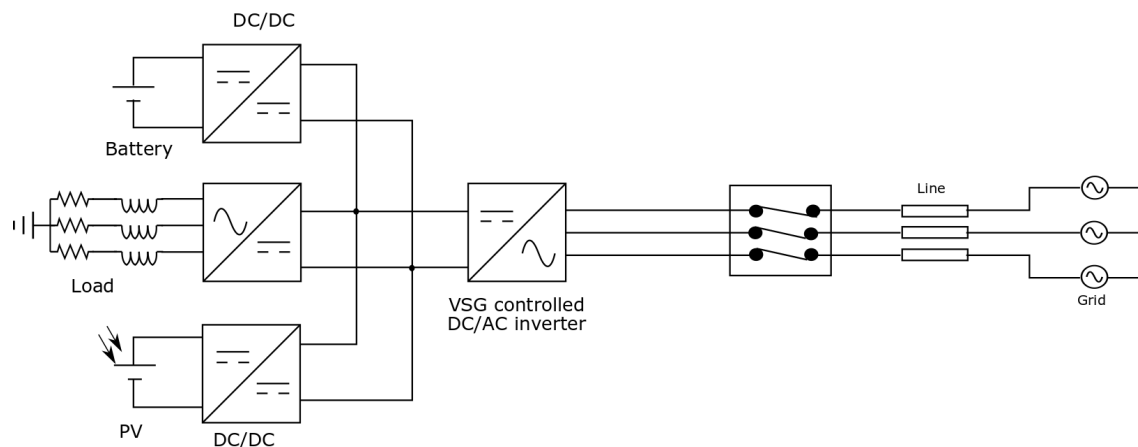 DC/DC
Battery
Load
PV
DC/DC
VSG controlled
DC/AC inverter
Line
Grid